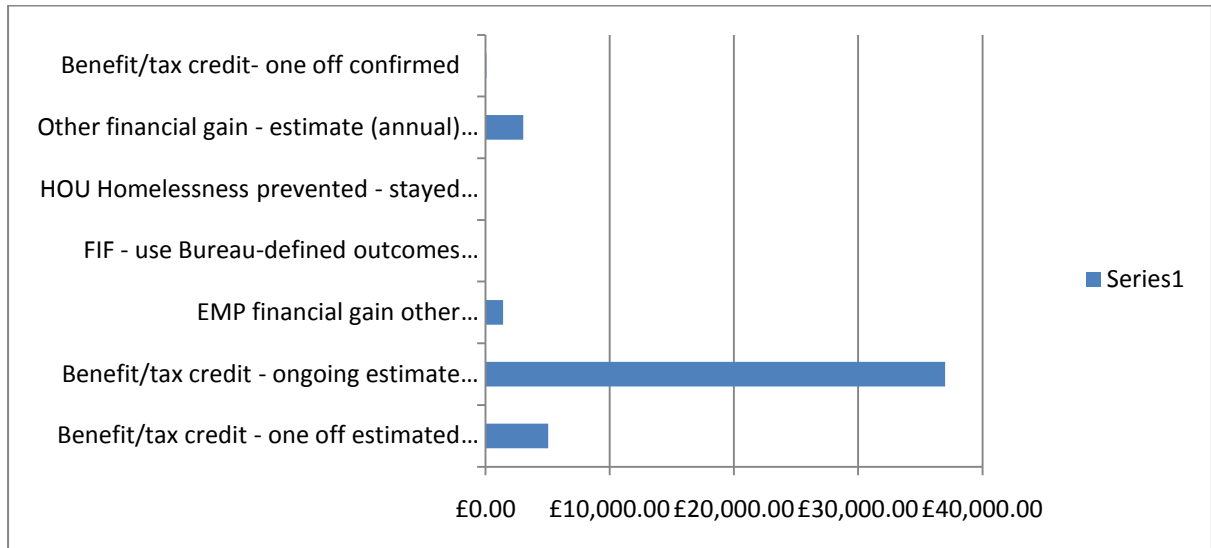 Benefit/tax credit- one off confirmed
Other financial gain - estimate (annual)...
HOU Homelessness prevented - stayed...
FIF - use Bureau-defined outcomes...
EMP financial gain other...
Benefit/tax credit - ongoing estimate...
Benefit/tax credit - one off estimated...
£0.00 £10,000.00 £20,000.00 £30,000.00 £40,000.00
Series1